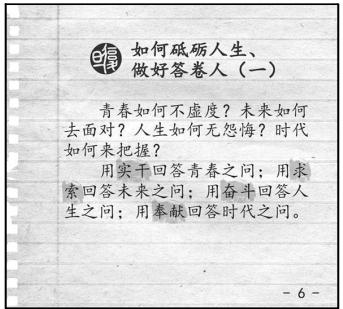 如何砥砺人生、
做好答卷人（一）
青春如何不虚度？未来如何
去面对？人生如何无怨悔？时代
如何来把握？
用实干回答青春之问；用求
索回答未来之问；用奋斗回答人
生之问；用奉献回答时代之问。
- 6 -